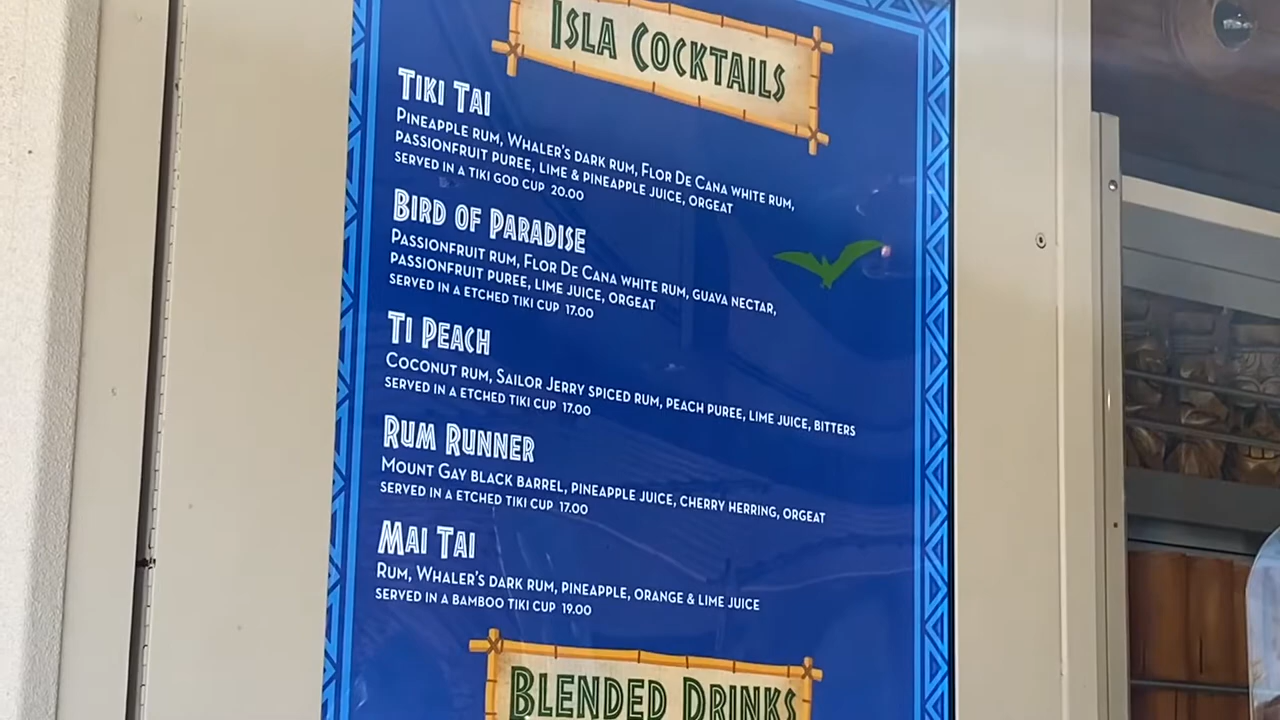 Isla Cocktails
Tiki Tai
Pineapple rum, Whaler's dark rum, Flor De Cana white rum,
passionfruit puree, lime & pineapple juice, orgeat
served in a tiki god cup 20.00
Bird of Paradise
Passionfruit rum, Flor De Cana white rum, guava nectar,
passionfruit puree, lime juice, orgeat
served in a etched tiki cup 17.00
Ti Peach
Coconut rum, Sailor Jerry spiced rum, peach puree, lime juice, bitters
served in a etched tiki cup 17.00
Rum Runner
Mount Gay black barrel, pineapple juice, cherry herring, orgeat
served in a etched tiki cup 17.00
Mai Tai
Rum, Whaler's dark rum, pineapple, orange & lime juice
served in a bamboo tiki cup 19.00
Blended Drinks